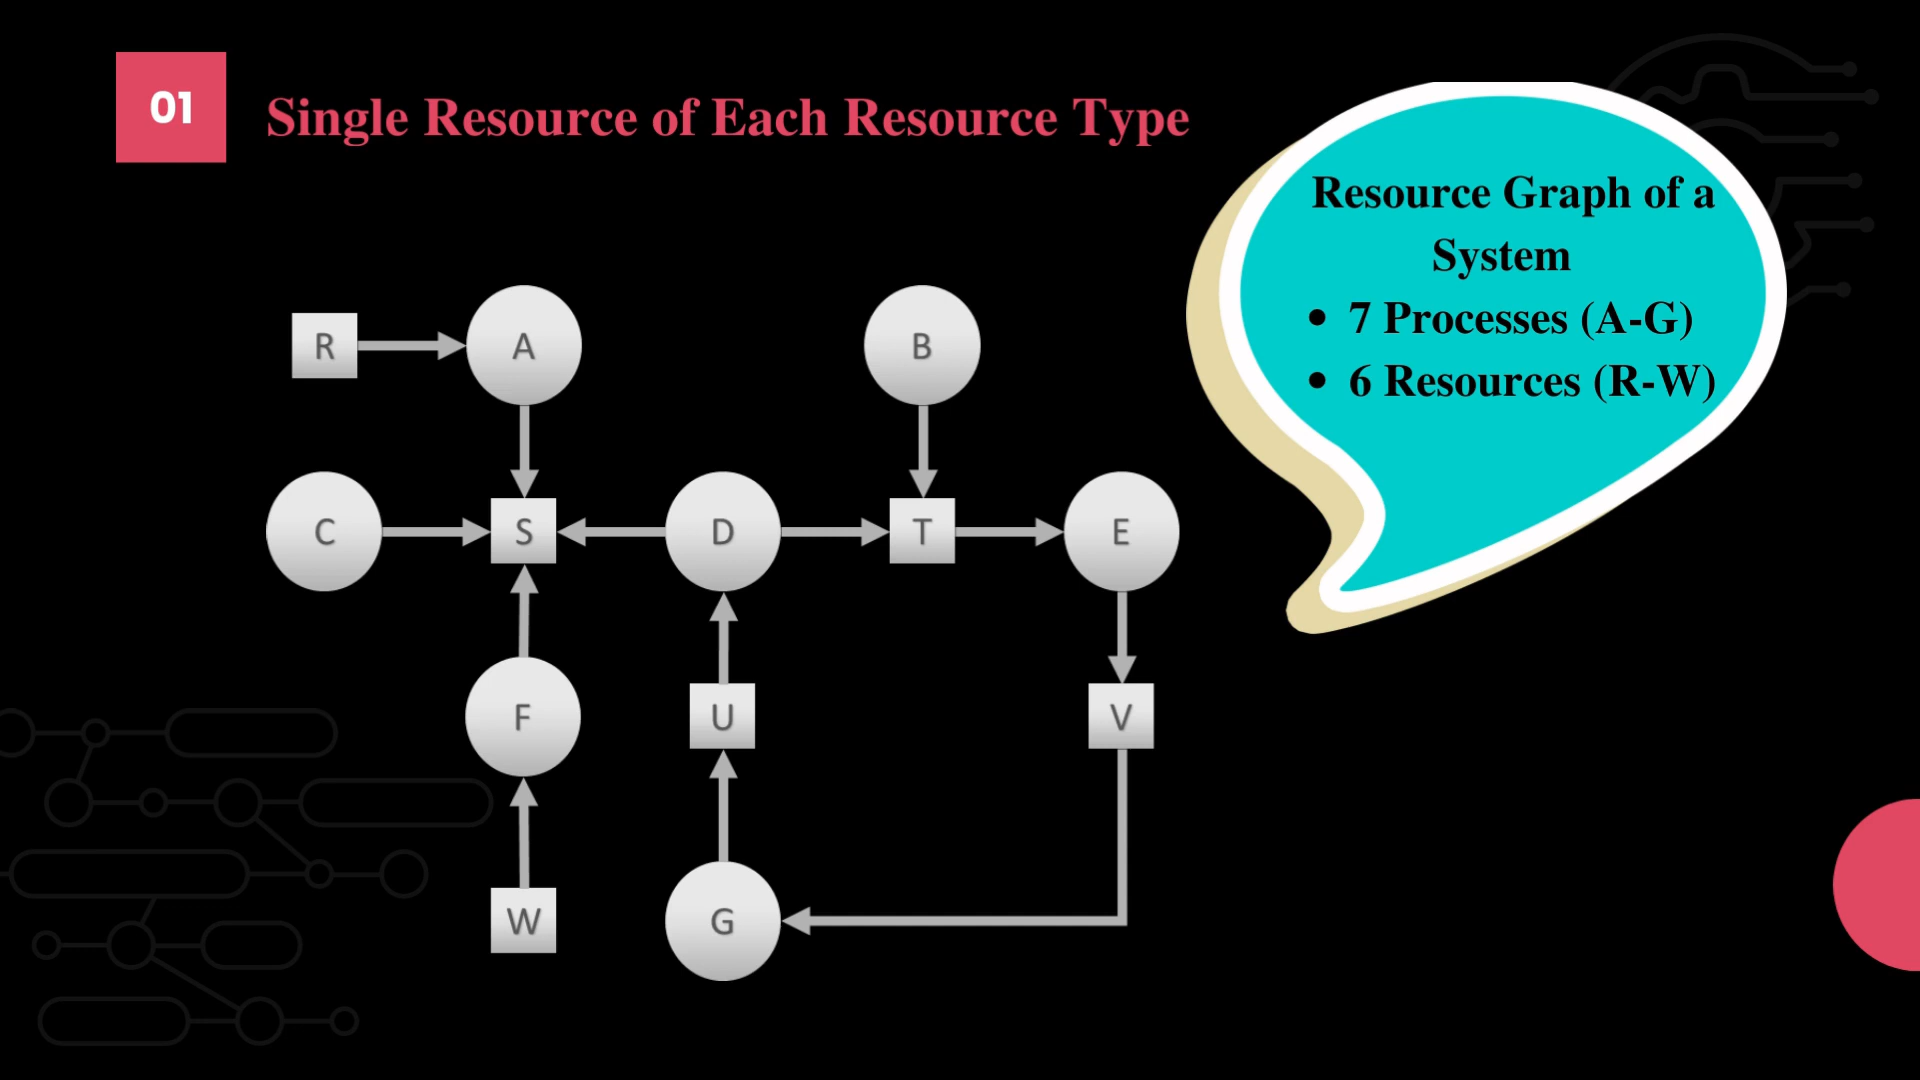 01
Single Resource of Each Resource Type
Resource Graph of a
System
• 7 Processes (A-G)
• 6 Resources (R-W)
R A B
C S D T E
F U V
W G